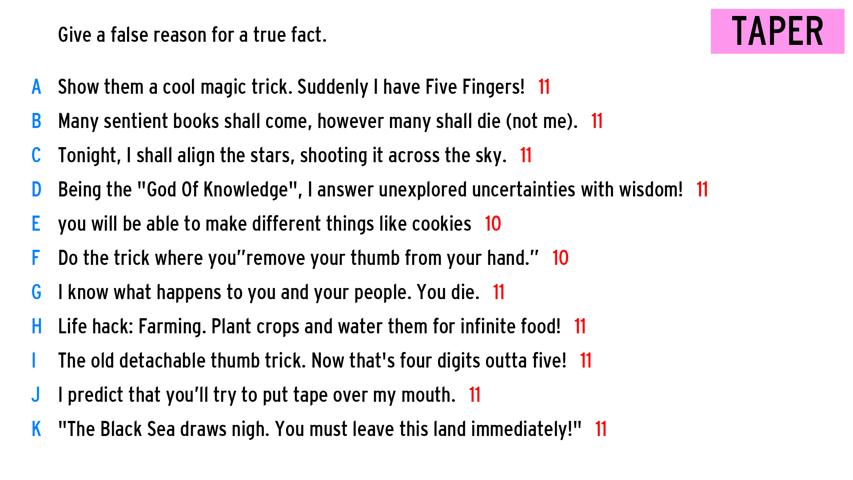 Give a false reason for a true fact.
TAPER
A Show them a cool magic trick. Suddenly I have Five Fingers! 11
B Many sentient books shall come, however many shall die (not me). 11
C Tonight, I shall align the stars, shooting it across the sky. 11
D Being the "God Of Knowledge", I answer unexplored uncertainties with wisdom! 11
E you will be able to make different things like cookies 10
F Do the trick where you”remove your thumb from your hand.” 10
G I know what happens to you and your people. You die. 11
H Life hack: Farming. Plant crops and water them for infinite food! 11
I The old detachable thumb trick. Now that's four digits outta five! 11
J I predict that you’ll try to put tape over my mouth. 11
K "The Black Sea draws nigh. You must leave this land immediately!" 11